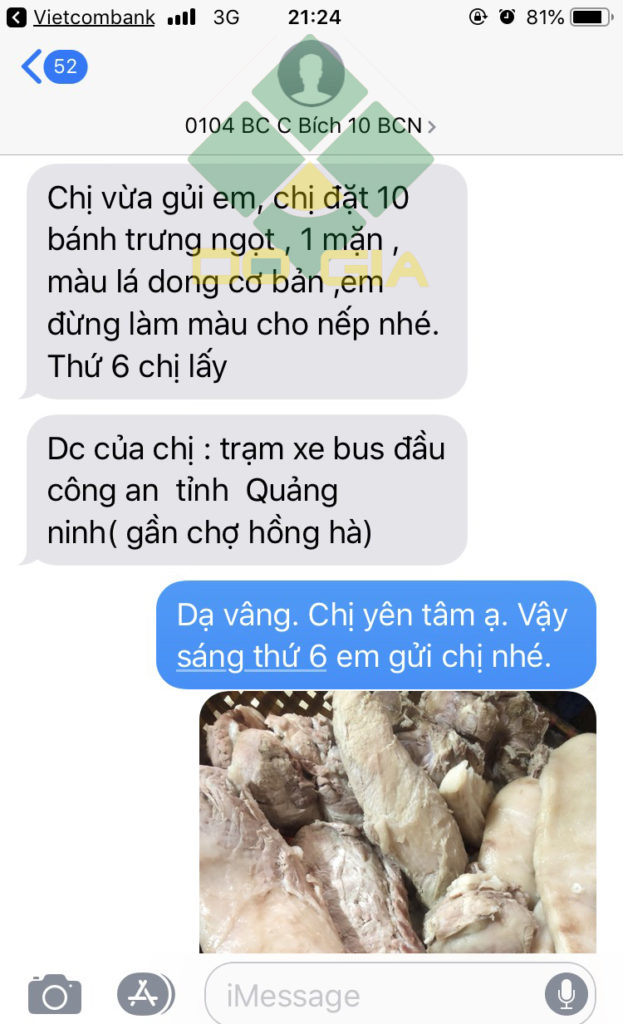 Vietcombank 3G 21:24 81%
52
0104 BC C Bích 10 BCN
Chị vừa gủi em, chị đặt 10
bánh trưng ngọt , 1 mặn ,
màu lá dong cơ bản ,em
đừng làm màu cho nếp nhé.
Thứ 6 chị lấy
DO GIA
Dc của chị : trạm xe bus đầu
công an tỉnh Quảng
ninh( gần chợ hồng hà)
Dạ vâng. Chị yên tâm ạ. Vậy
sáng thứ 6 em gửi chị nhé.
iMessage